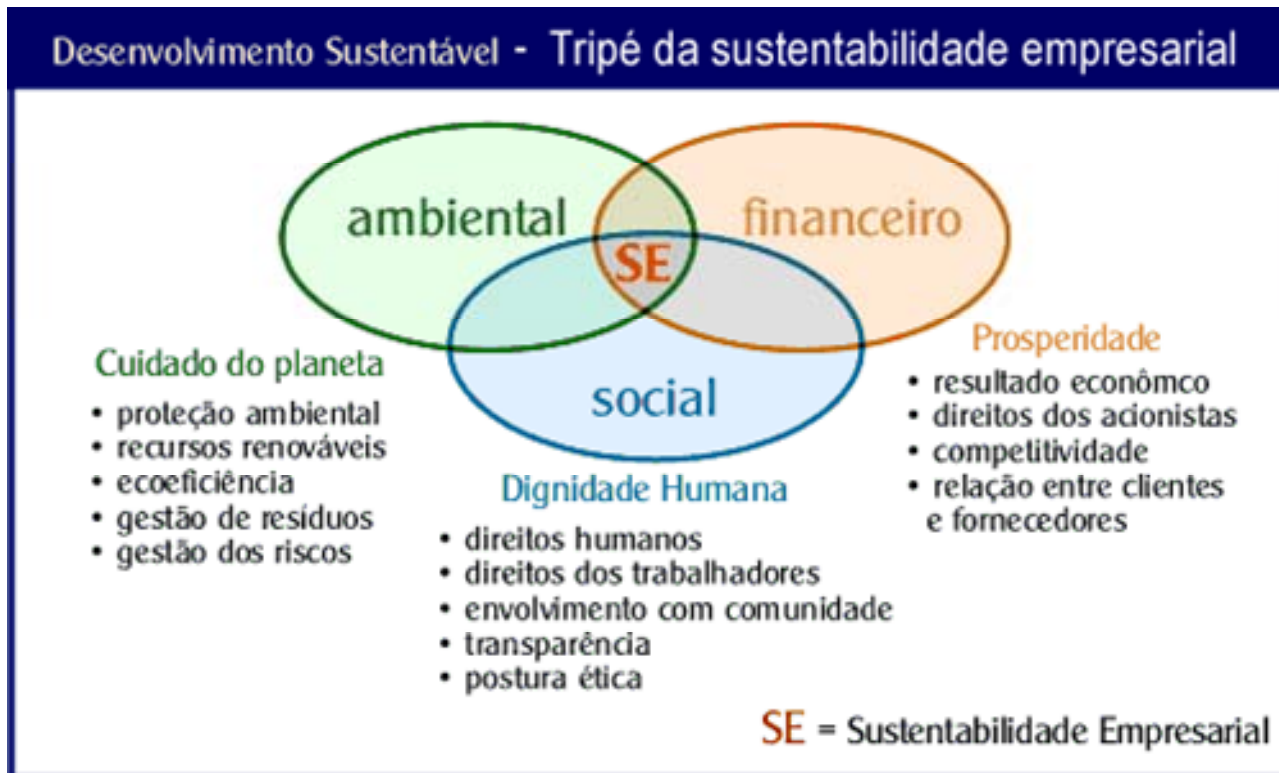 Desenvolvimento Sustentável - Tripé da sustentabilidade empresarial
ambiental
financeiro
SE
social
Cuidado do planeta
• proteção ambiental
• recursos renováveis
• ecoeficiência
• gestão de resíduos
• gestão dos riscos
Dignidade Humana
• direitos humanos
• direitos dos trabalhadores
• envolvimento com comunidade
• transparência
• postura ética
Prosperidade
• resultado econômco
• direitos dos acionistas
• competitividade
• relação entre clientes
e fornecedores
SE = Sustentabilidade Empresarial